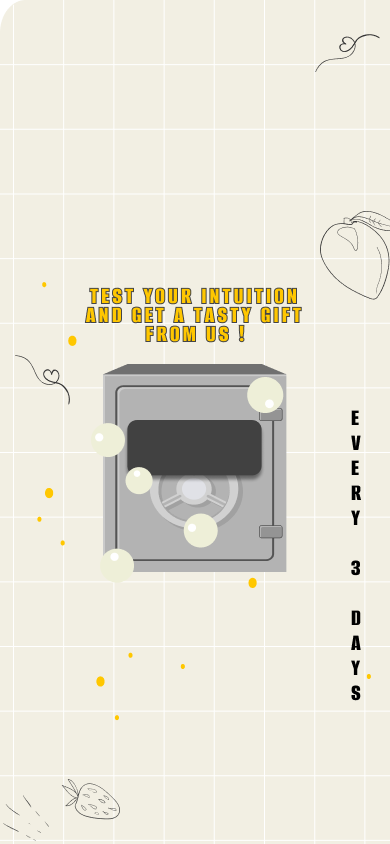 TEST YOUR INTUITION
AND GET A TASTY GIFT
FROM US !
EVERY 3 DAYS